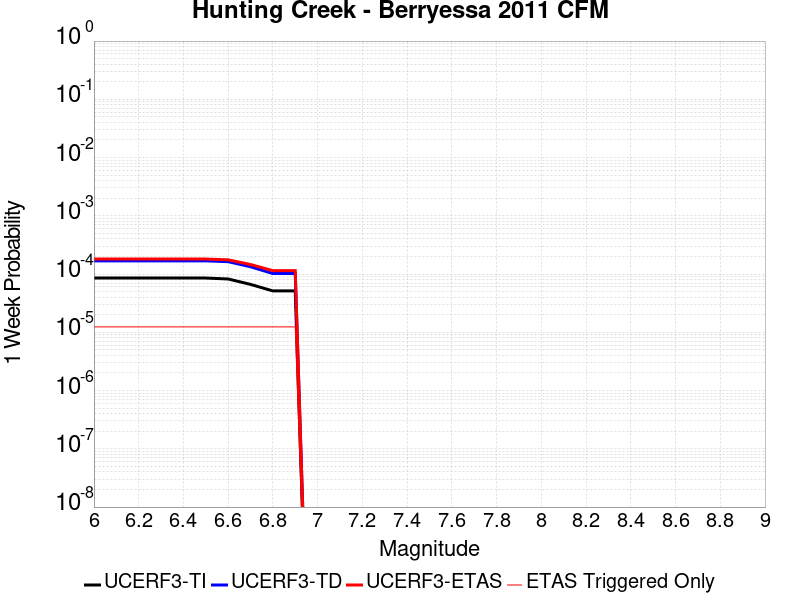 Hunting Creek - Berryessa 2011 CFM
1 Week Probability
10^0
10^-1
10^-2
10^-3
10^-4
10^-5
10^-6
10^-7
10^-8
6 6.2 6.4 6.6 6.8 7 7.2 7.4 7.6 7.8 8 8.2 8.4 8.6 8.8 9
Magnitude
UCERF3-TI UCERF3-TD UCERF3-ETAS ETAS Triggered Only